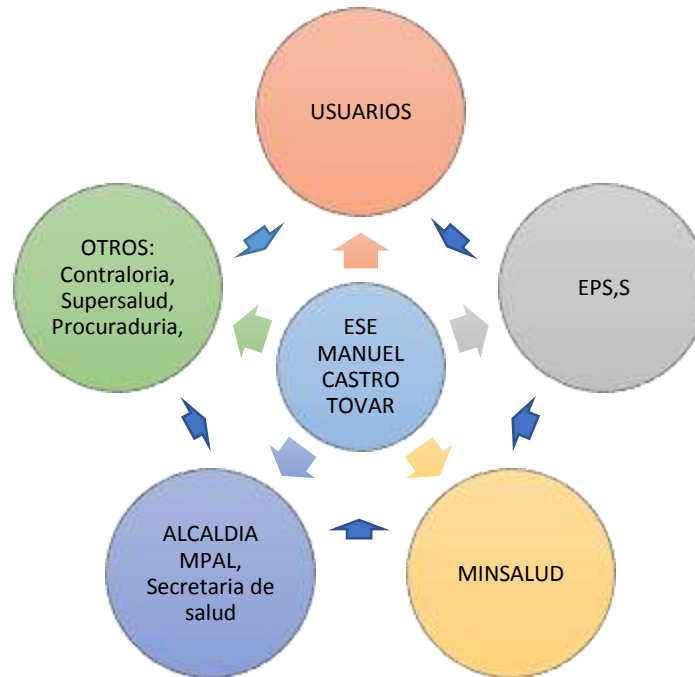 USUARIOS
OTROS:
Contraloria,
Supersalud,
Procuraduria,
EPS,S
ESE
MANUEL
CASTRO
TOVAR
ALCALDIA
MPAL,
Secretaria de
salud
MINSALUD